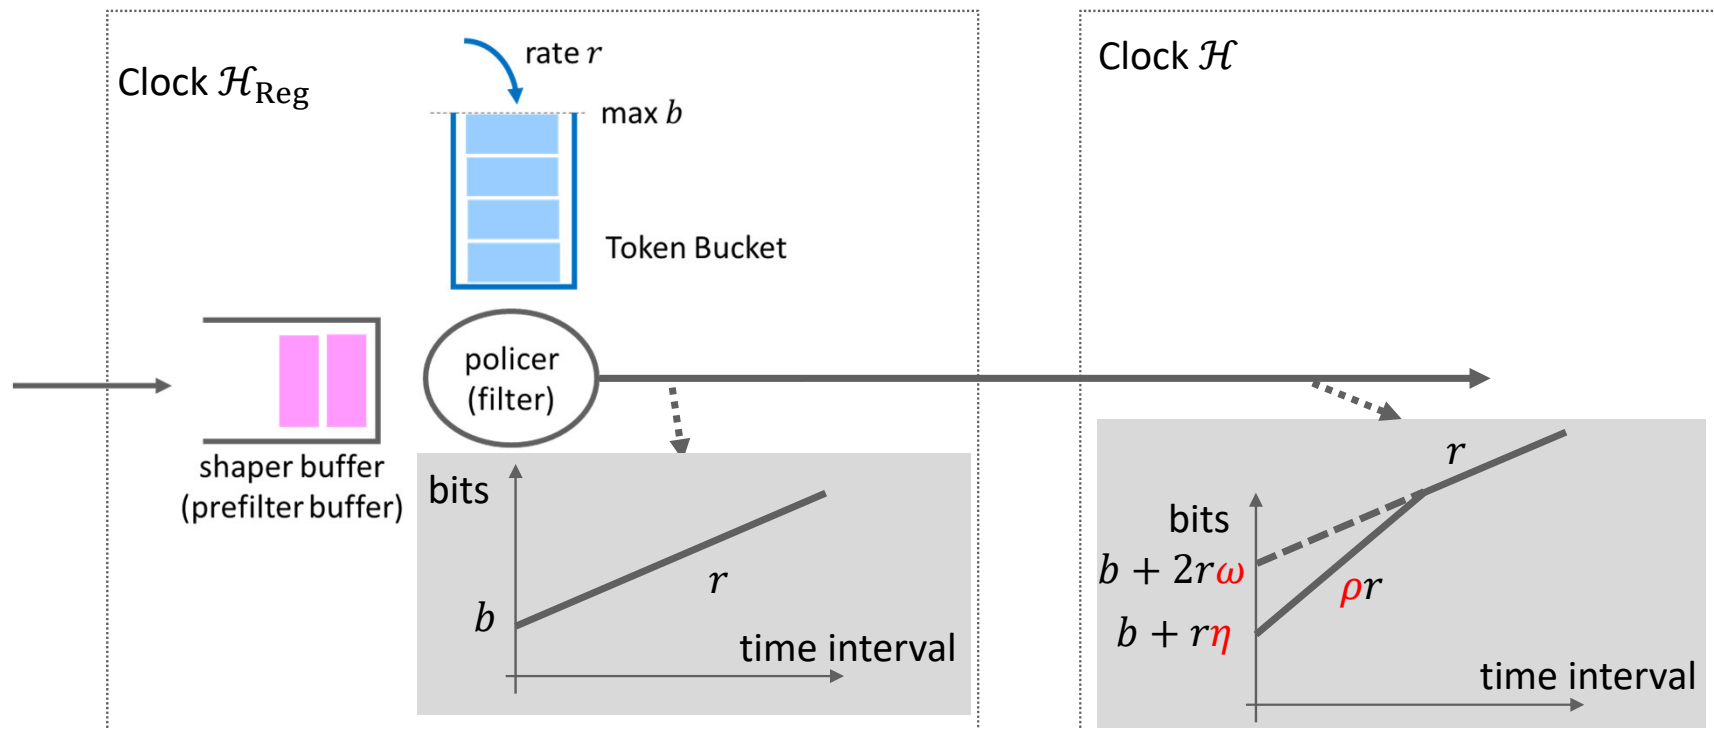 Clock ℋ_Reg
rate r
max b
Token Bucket
policer
(filter)
shaper buffer
(prefilter buffer)
bits
b
r
time interval
Clock ℋ
r
bits
b + 2rω
ρr
b + rη
time interval